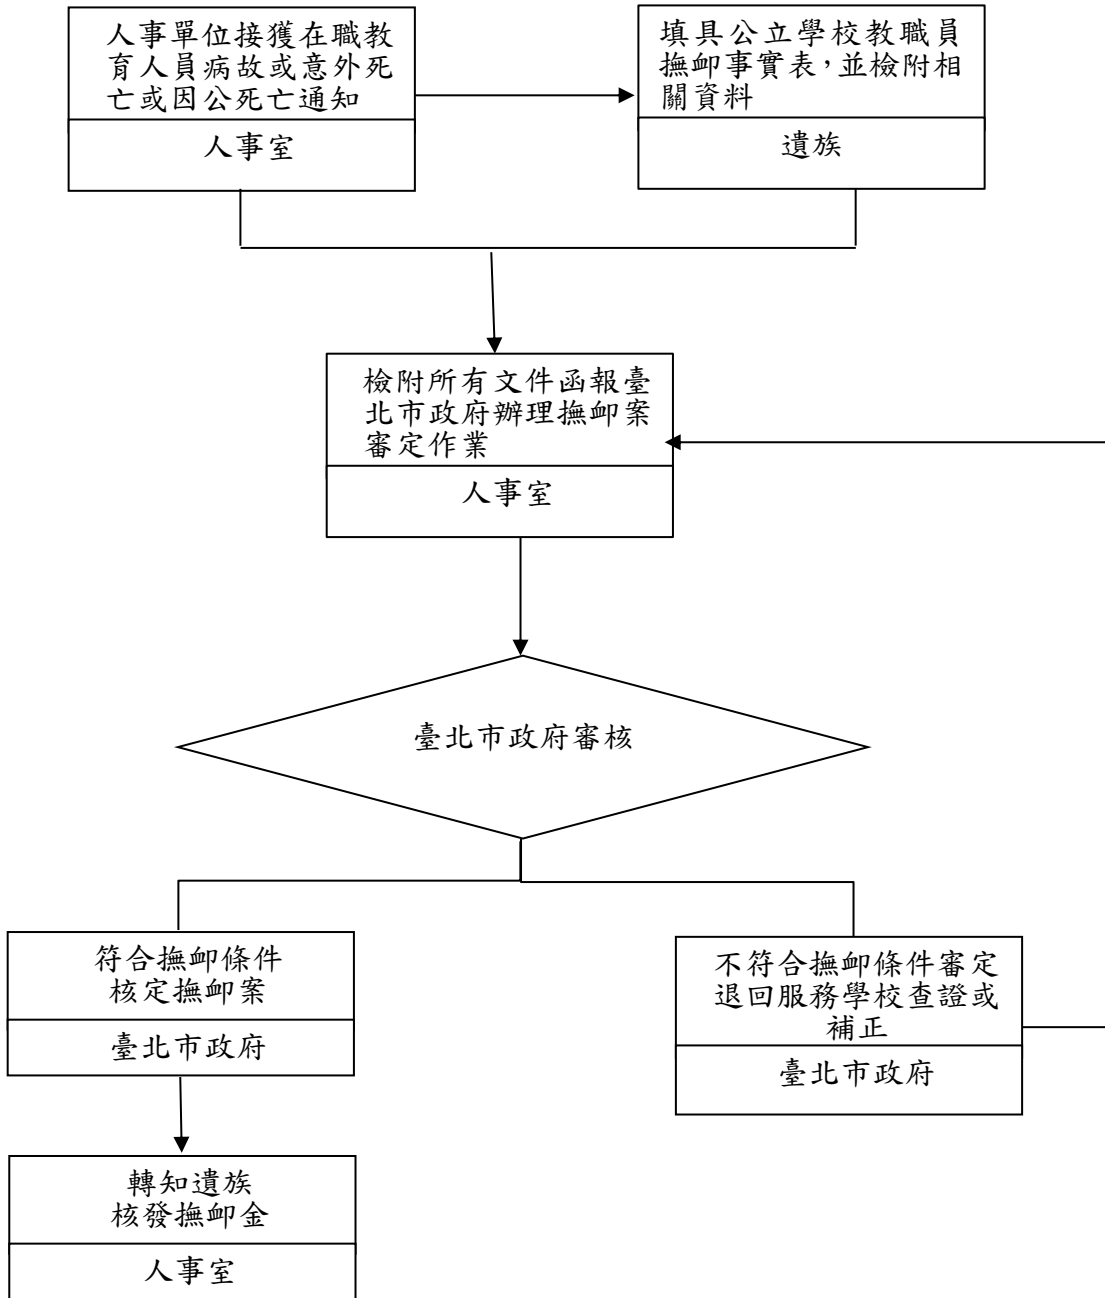 人事單位接獲在職教
育人員病故或意外死
亡或因公死亡通知
人事室
填具公立學校教職員
撫卹事實表，並檢附相
關資料
遺族
檢附所有文件函報臺
北市政府辦理撫卹案
審定作業
人事室
臺北市政府審核
符合撫卹條件
核定撫卹案
臺北市政府
不符合撫卹條件審定
退回服務學校查證或
補正
臺北市政府
轉知遺族
核發撫卹金
人事室